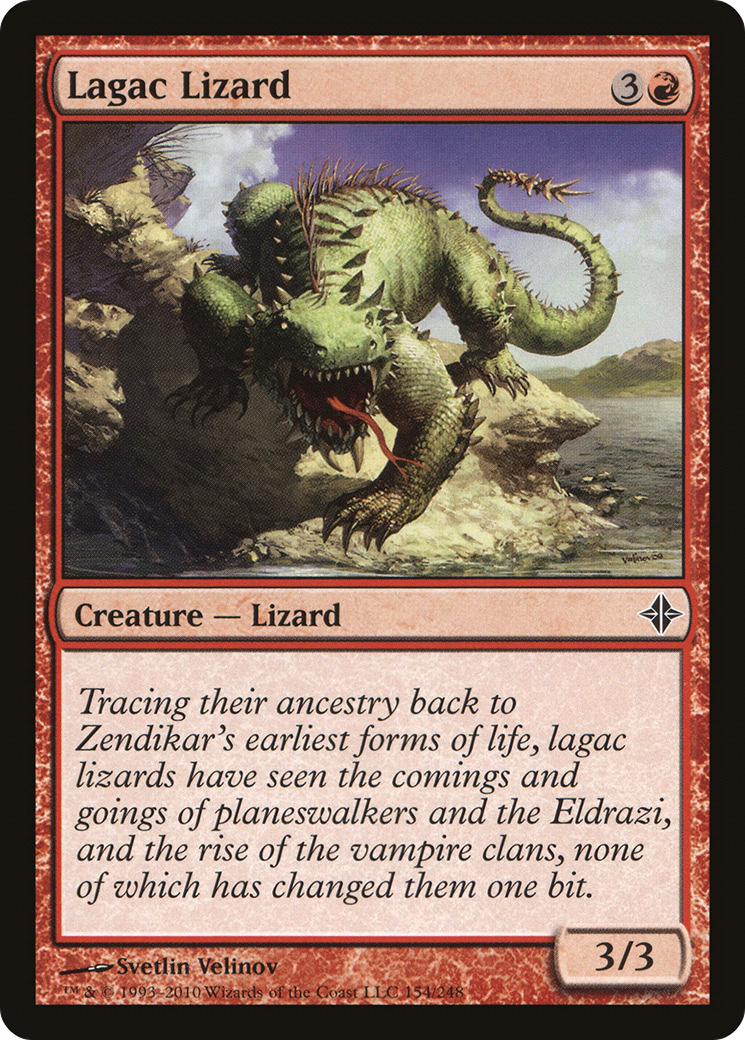 Lagac Lizard
3
Velinov09
Creature — Lizard
Tracing their ancestry back to
Zendikar's earliest forms of life, lagac
lizards have seen the comings and
goings of planeswalkers and the Eldrazi,
and the rise of the vampire clans, none
of which has changed them one bit.
3/3
Svetlin Velinov
™ & © 1993–2010 Wizards of the Coast LLC 154/248